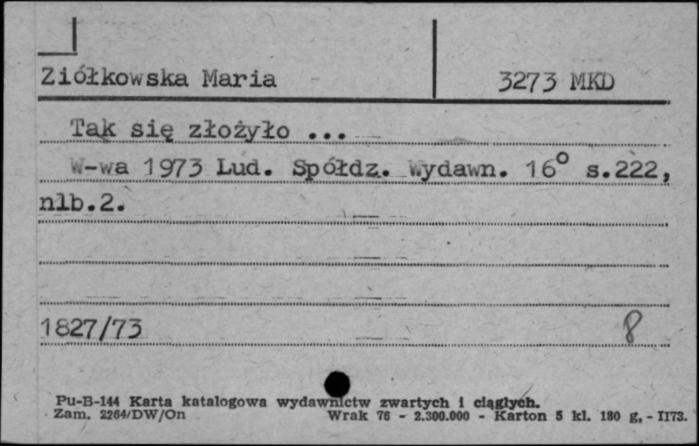 Ziółkowska Maria 3273 MKD
Tak się złożyło ...
W-wa 1973 Lud. Spółdz. Wydawn. 16° s.222,
nlb.2.
1827/73 8
Pu-B-144 Karta katalogowa wydawnictw zwartych i ciągłych.
Zam. 2264/DW/On Wrak 76 - 2.300.000 - Karton 5 kl. 180 g, - II73.